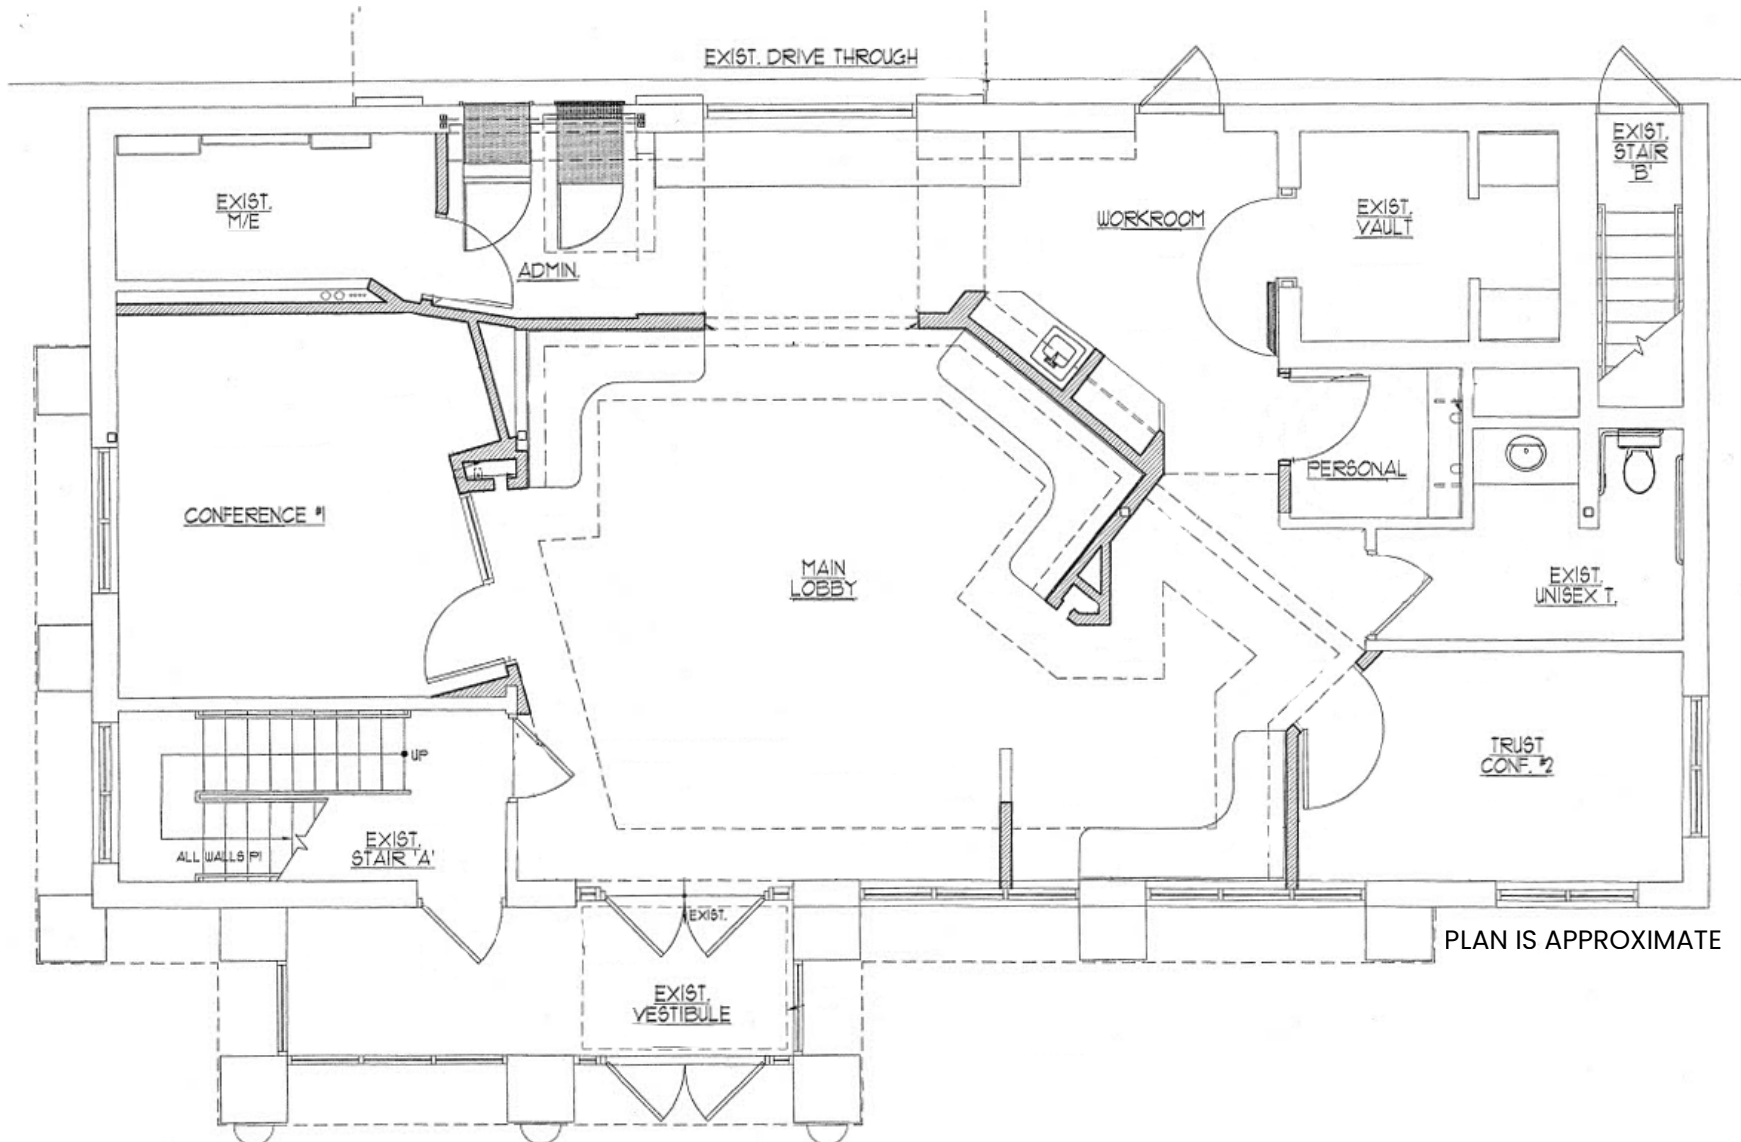 EXIST. DRIVE THROUGH
EXIST.
STAIR
'B'
EXIST.
M/E
WORKROOM
EXIST.
VAULT
ADMIN.
PERSONAL
CONFERENCE #1
MAIN
LOBBY
EXIST.
UNISEX T.
UP
TRUST
CONF. #2
EXIST.
STAIR 'A'
ALL WALLS P1
EXIST.
PLAN IS APPROXIMATE
EXIST.
VESTIBULE